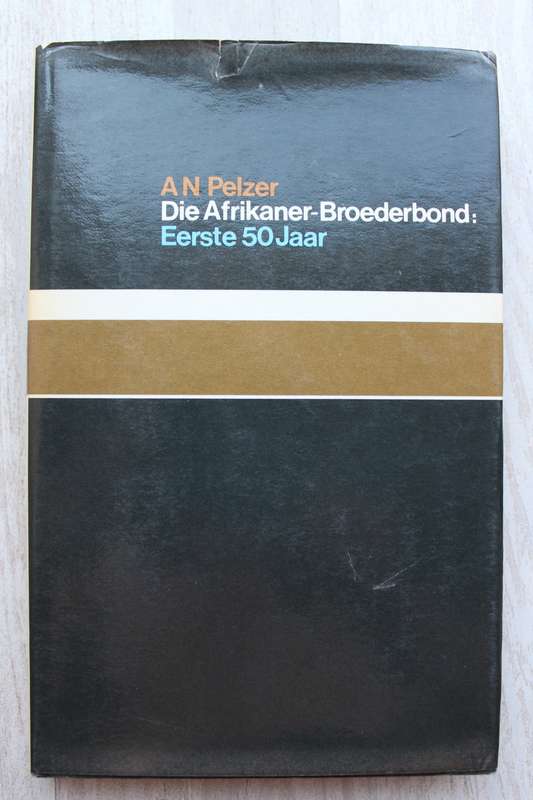 A N Pelzer
Die Afrikaner-Broederbond:
Eerste 50 Jaar